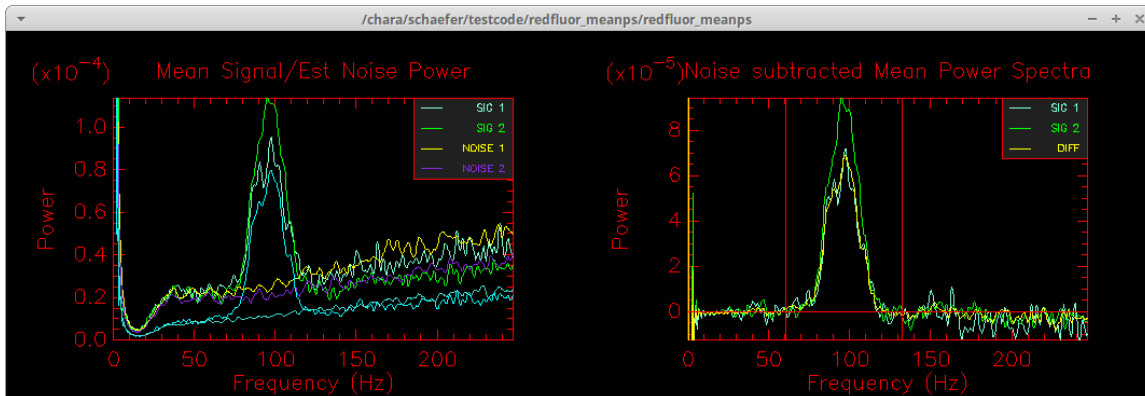 /chara/schaefer/testcode/redfluor_meanps/redfluor_meanps
(x10⁻⁴)
Mean Signal/Est Noise Power
SIG 1
SIG 2
NOISE 1
NOISE 2
Power
1.0
0.8
0.6
0.4
0.2
0.0
0
50
100
150
200
Frequency (Hz)
(x10⁻⁵)
Noise subtracted Mean Power Spectra
SIG 1
SIG 2
DIFF
Power
8
6
4
2
0
0
50
100
150
200
Frequency (Hz)